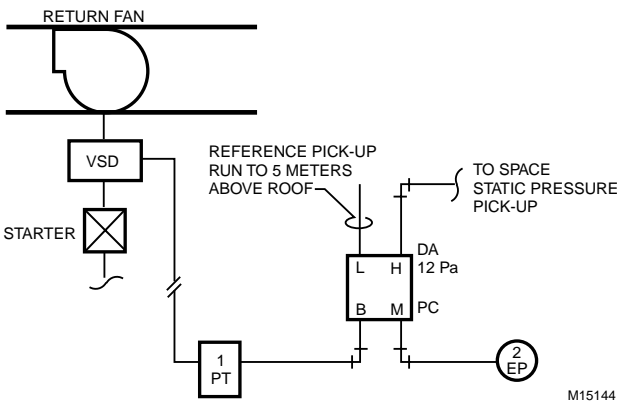 RETURN FAN
VSD
STARTER
REFERENCE PICK-UP
RUN TO 5 METERS
ABOVE ROOF
TO SPACE
STATIC PRESSURE
PICK-UP
L H
DA
12 Pa
B M
PC
1
PT
2
EP
M15144